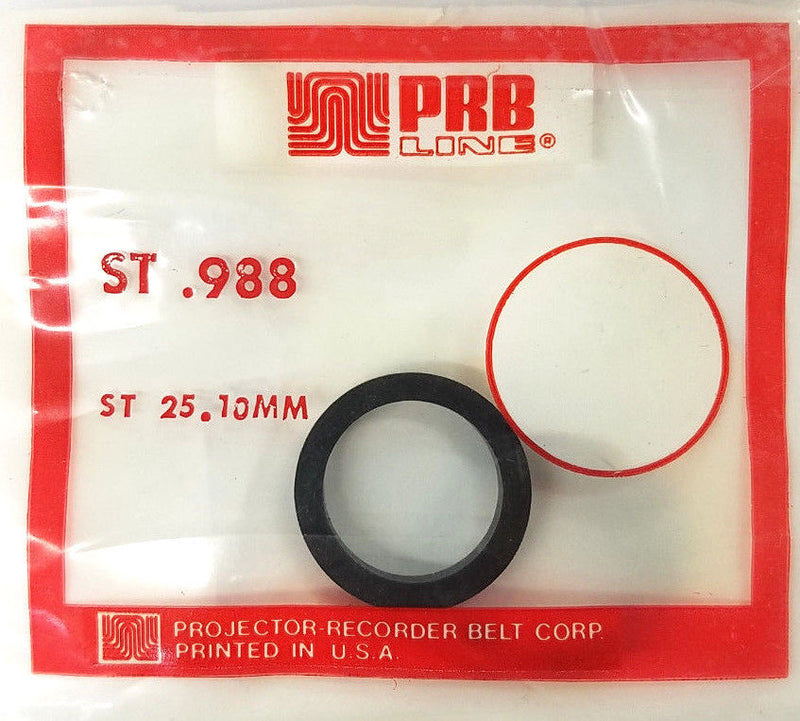 PRB
LINE®
ST .988
ST 25.10MM
PROJECTOR-RECORDER BELT CORP.
PRINTED IN U.S.A.